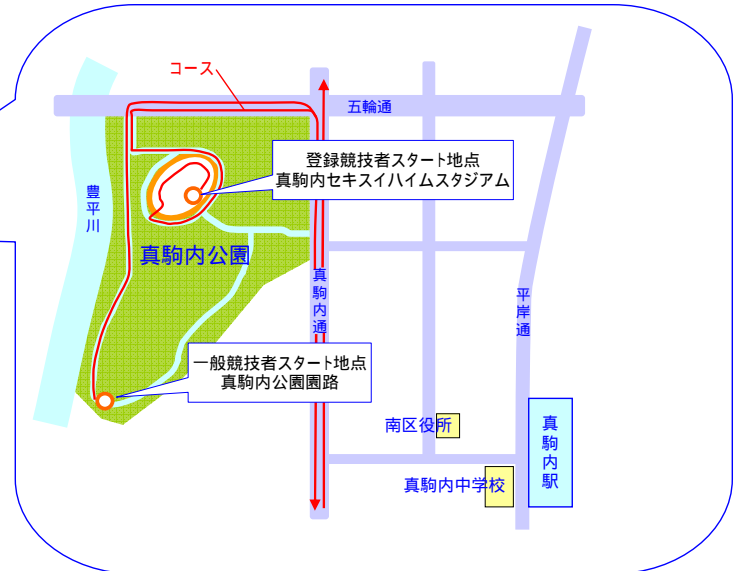 コース
五輪通
登録競技者スタート地点
真駒内セキスイハイムスタジアム
豊平川
真駒内公園
真駒内通
平岸通
一般競技者スタート地点
真駒内公園園路
南区役所
真駒内駅
真駒内中学校